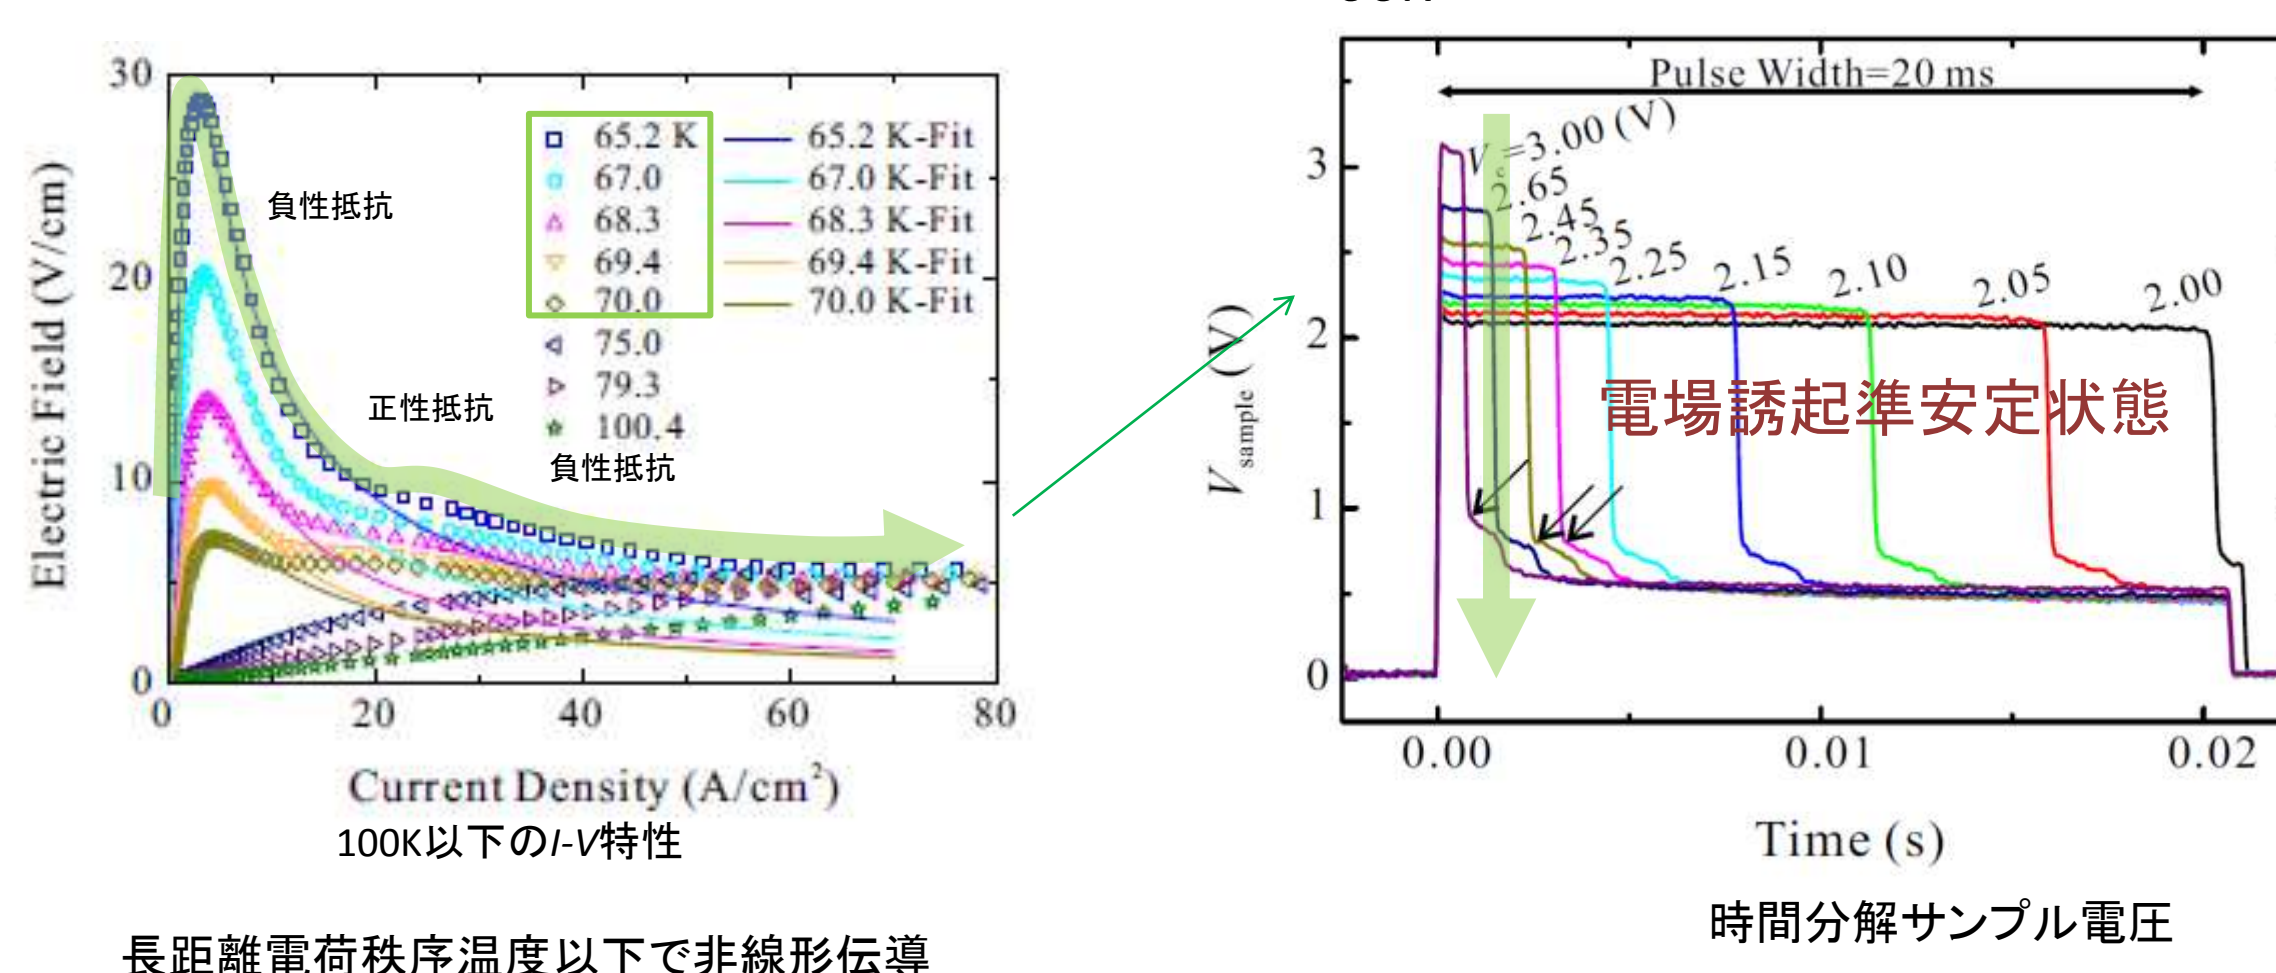 30
20
10
0
0
20
40
60
80
Electric Field (V/cm)
Current Density (A/cm²)
65.2 K
67.0
68.3
69.4
70.0
75.0
79.3
100.4
65.2 K-Fit
67.0 K-Fit
68.3 K-Fit
69.4 K-Fit
70.0 K-Fit
負性抵抗
正性抵抗
負性抵抗
100K以下のI-V特性
長距離電荷秩序温度以下で非線形伝導
Pulse Width=20 ms
=3.00 (V)
2.65
2.45
2.35
2.25
2.15
2.10
2.05
2.00
3
2
1
0
Vsample (V)
電場誘起準安定状態
0.00
0.01
0.02
Time (s)
時間分解サンプル電圧